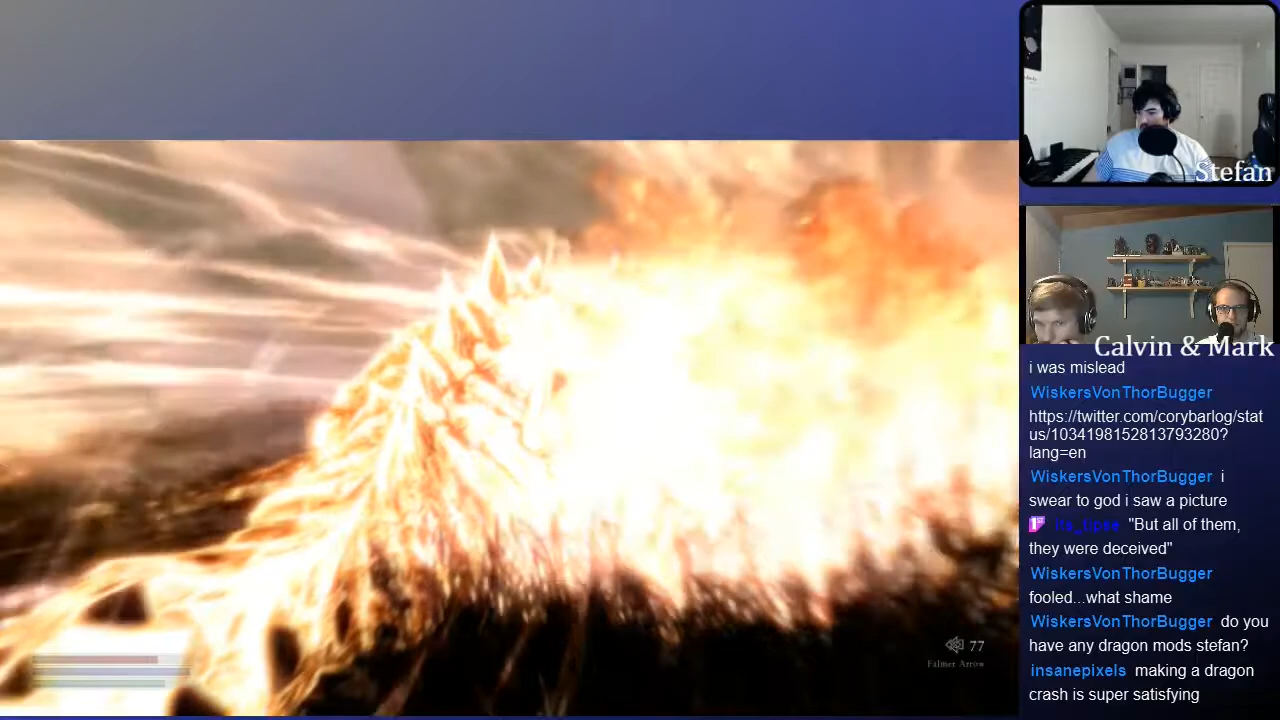 Stefan
Calvin & Mark
i was mislead
WiskersVonThorBugger
https://twitter.com/corybarlog/stat
us/1034198152813793280?
lang=en
WiskersVonThorBugger i
swear to god i saw a picture
its_tipse "But all of them,
they were deceived"
WiskersVonThorBugger
fooled...what shame
WiskersVonThorBugger do you
have any dragon mods stefan?
insanepixels making a dragon
crash is super satisfying
77
Falmer Arrow